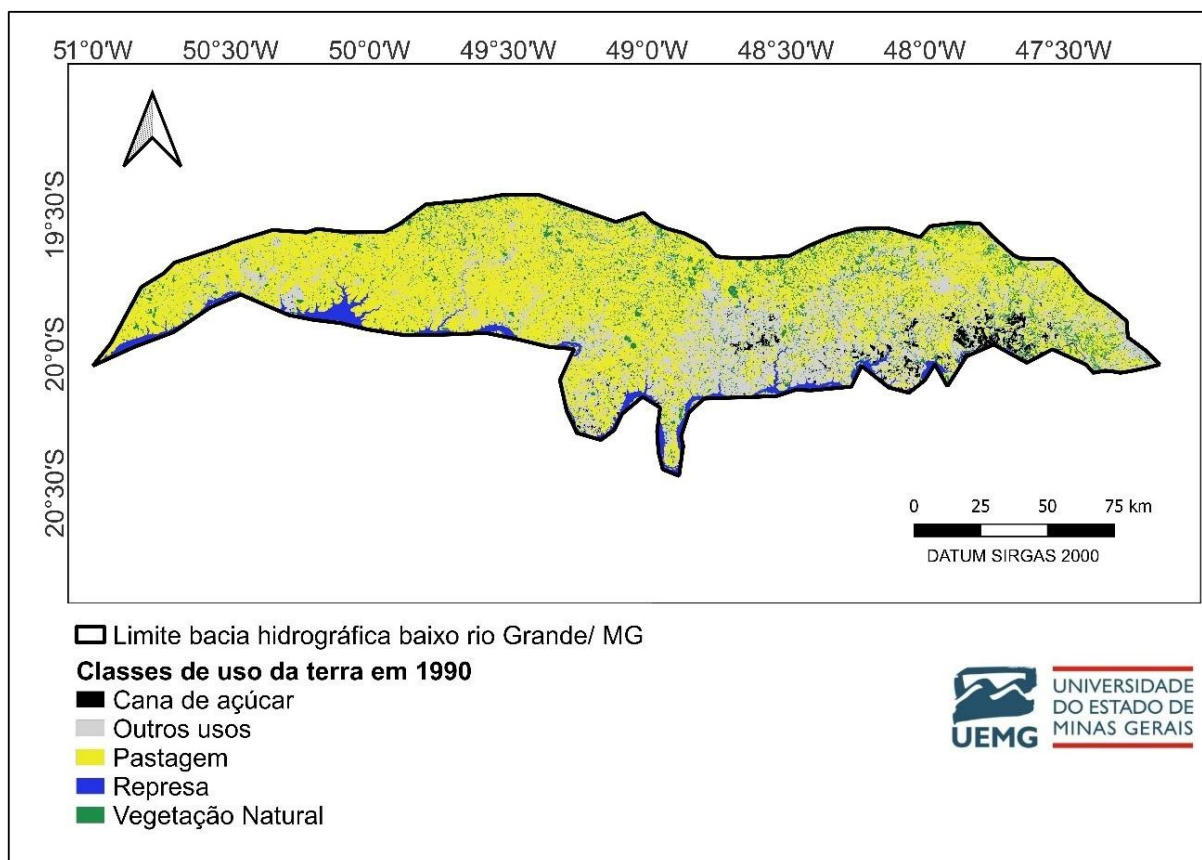 51°0'W 50°30'W 50°0'W 49°30'W 49°0'W 48°30'W 48°0'W 47°30'W
19°30'S
20°0'S
20°30'S
0 25 50 75 km
DATUM SIRGAS 2000
Limite bacia hidrográfica baixo rio Grande/ MG
Classes de uso da terra em 1990
Cana de açúcar
Outros usos
Pastagem
Represa
Vegetação Natural
UEMG
UNIVERSIDADE
DO ESTADO DE
MINAS GERAIS